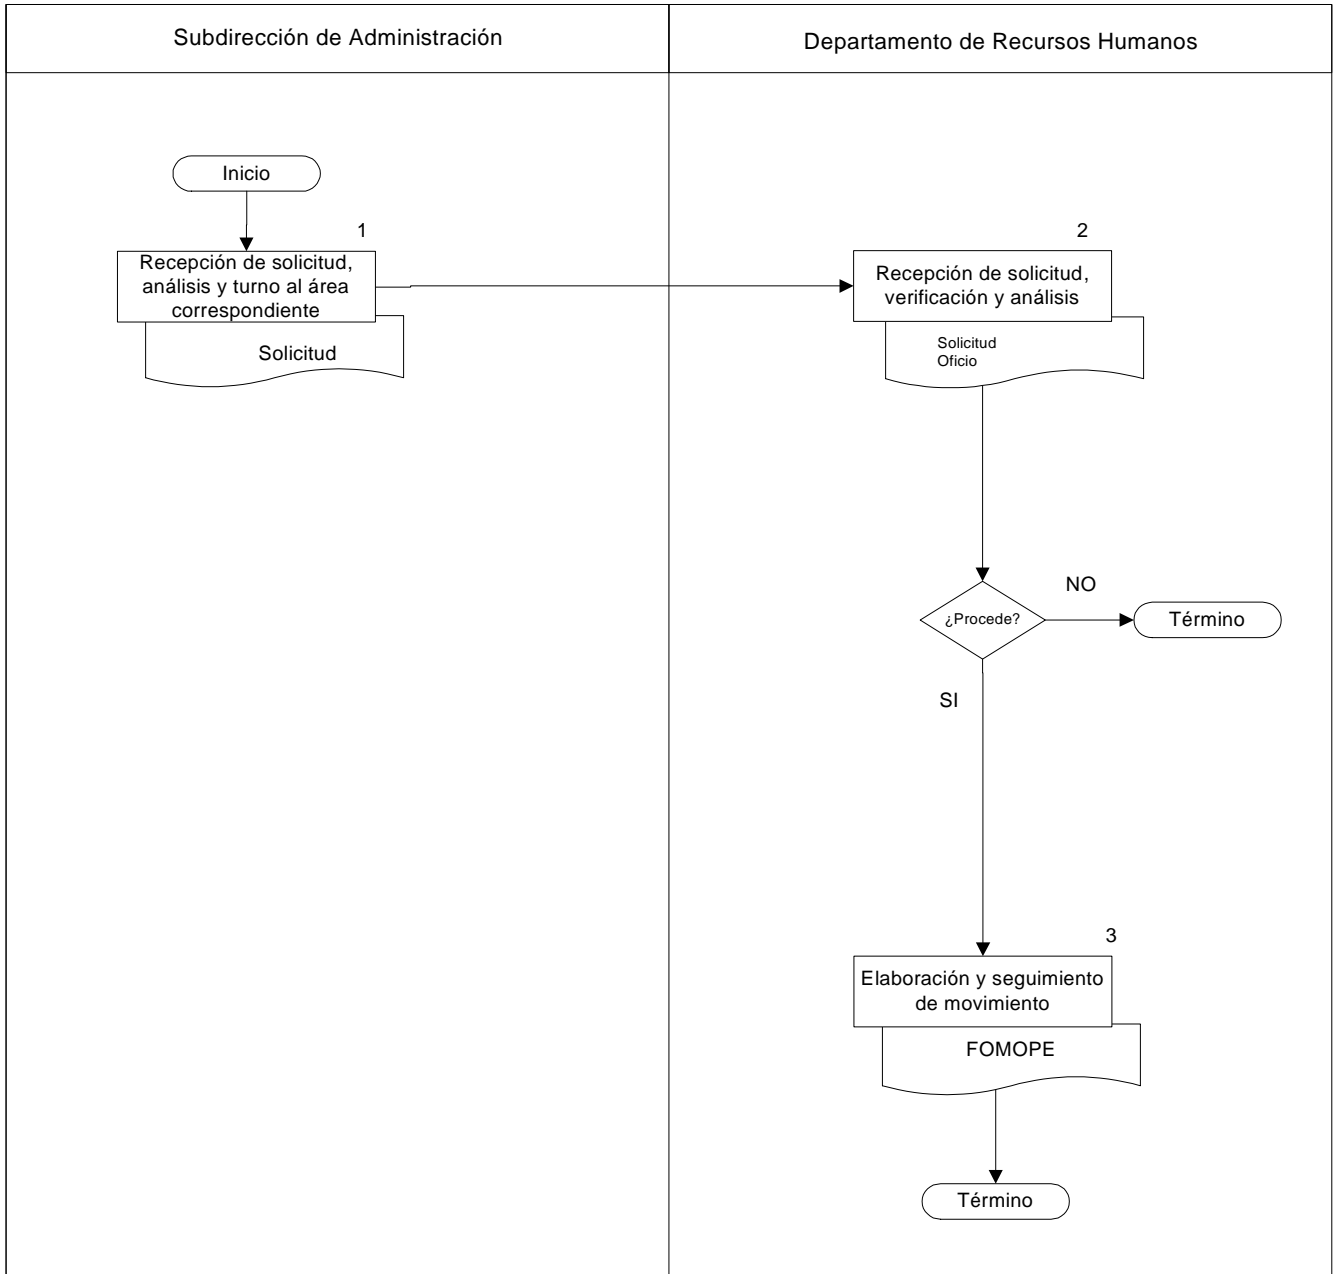 Subdirección de Administración
Departamento de Recursos Humanos
Inicio
1
Recepción de solicitud,
análisis y turno al área
correspondiente
Solicitud
2
Recepción de solicitud,
verificación y análisis
Solicitud
Oficio
¿Procede?
NO
Término
SI
3
Elaboración y seguimiento
de movimiento
FOMOPE
Término